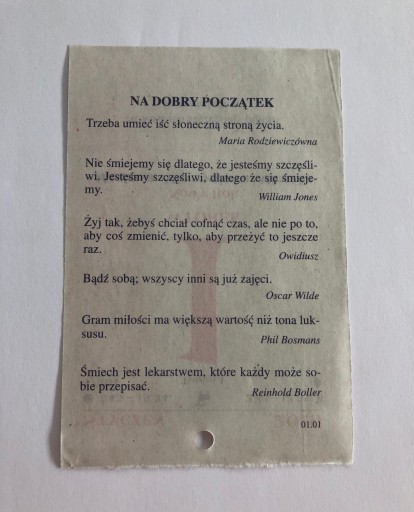 NA DOBRY POCZĄTEK
Trzeba umieć iść słoneczną stroną życia.
Maria Rodziewiczówna
Nie śmiejemy się dlatego, że jesteśmy szczęśli-
wi. Jesteśmy szczęśliwi, dlatego że się śmieje-
my.
William Jones
Żyj tak, żebyś chciał cofnąć czas, ale nie po to,
aby coś zmienić, tylko, aby przeżyć to jeszcze
raz.
Owidiusz
Bądź sobą; wszyscy inni są już zajęci.
Oscar Wilde
Gram miłości ma większą wartość niż tona luk-
susu.
Phil Bosmans
Śmiech jest lekarstwem, które każdy może so-
bie przepisać.
Reinhold Boller
01.01